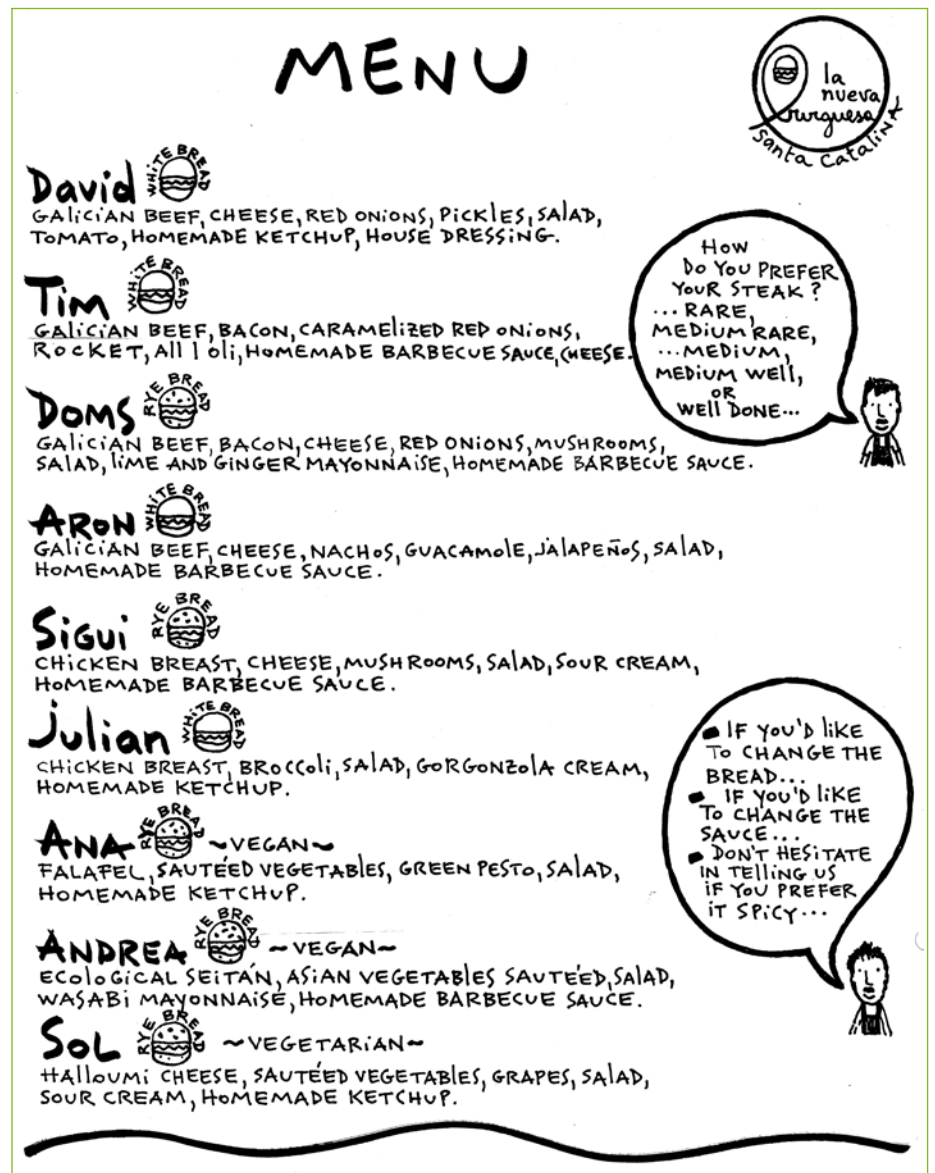 MENU
la
nueva
burguesa
Santa Catalina
David WHITE BREAD
GALICIAN BEEF, CHEESE, RED ONIONS, PICKLES, SALAD,
TOMATO, HOMEMADE KETCHUP, HOUSE DRESSING.
TIM WHITE BREAD
GALICIAN BEEF, BACON, CARAMELIZED RED ONIONS,
ROCKET, All I oli, HOMEMADE BARBECUE SAUCE, CHEESE.
HOW
DO YOU PREFER
YOUR STEAK?
...RARE,
MEDIUM RARE,
...MEDIUM,
MEDIUM WELL,
OR
WELL DONE...
DOMS RYE BREAD
GALICIAN BEEF, BACON, CHEESE, RED ONIONS, MUSHROOMS,
SALAD, LIME AND GINGER MAYONNAISE, HOMEMADE BARBECUE SAUCE.
ARON WHITE BREAD
GALICIAN BEEF, CHEESE, NACHOS, GUACAMOLE, JALAPEÑOS, SALAD,
HOMEMADE BARBECUE SAUCE.
SIGUI RYE BREAD
CHICKEN BREAST, CHEESE, MUSHROOMS, SALAD, SOUR CREAM,
HOMEMADE BARBECUE SAUCE.
Julian WHITE BREAD
CHICKEN BREAST, BROCCOLI, SALAD, GORGONZOLA CREAM,
HOMEMADE KETCHUP.
ANA RYE BREAD ~VEGAN~
FALAFEL, SAUTÉED VEGETABLES, GREEN PESTO, SALAD,
HOMEMADE KETCHUP.
ANDREA RYE BREAD ~VEGAN~
ECOLOGICAL SEITÁN, ASIAN VEGETABLES SAUTÉED, SALAD,
WASABI MAYONNAISE, HOMEMADE BARBECUE SAUCE.
SOL RYE BREAD ~VEGETARIAN~
HALLOUMI CHEESE, SAUTÉED VEGETABLES, GRAPES, SALAD,
SOUR CREAM, HOMEMADE KETCHUP.
IF YOU'D LIKE
TO CHANGE THE
BREAD...
IF YOU'D LIKE
TO CHANGE THE
SAUCE...
DON'T HESITATE
IN TELLING US
IF YOU PREFER
IT SPICY...